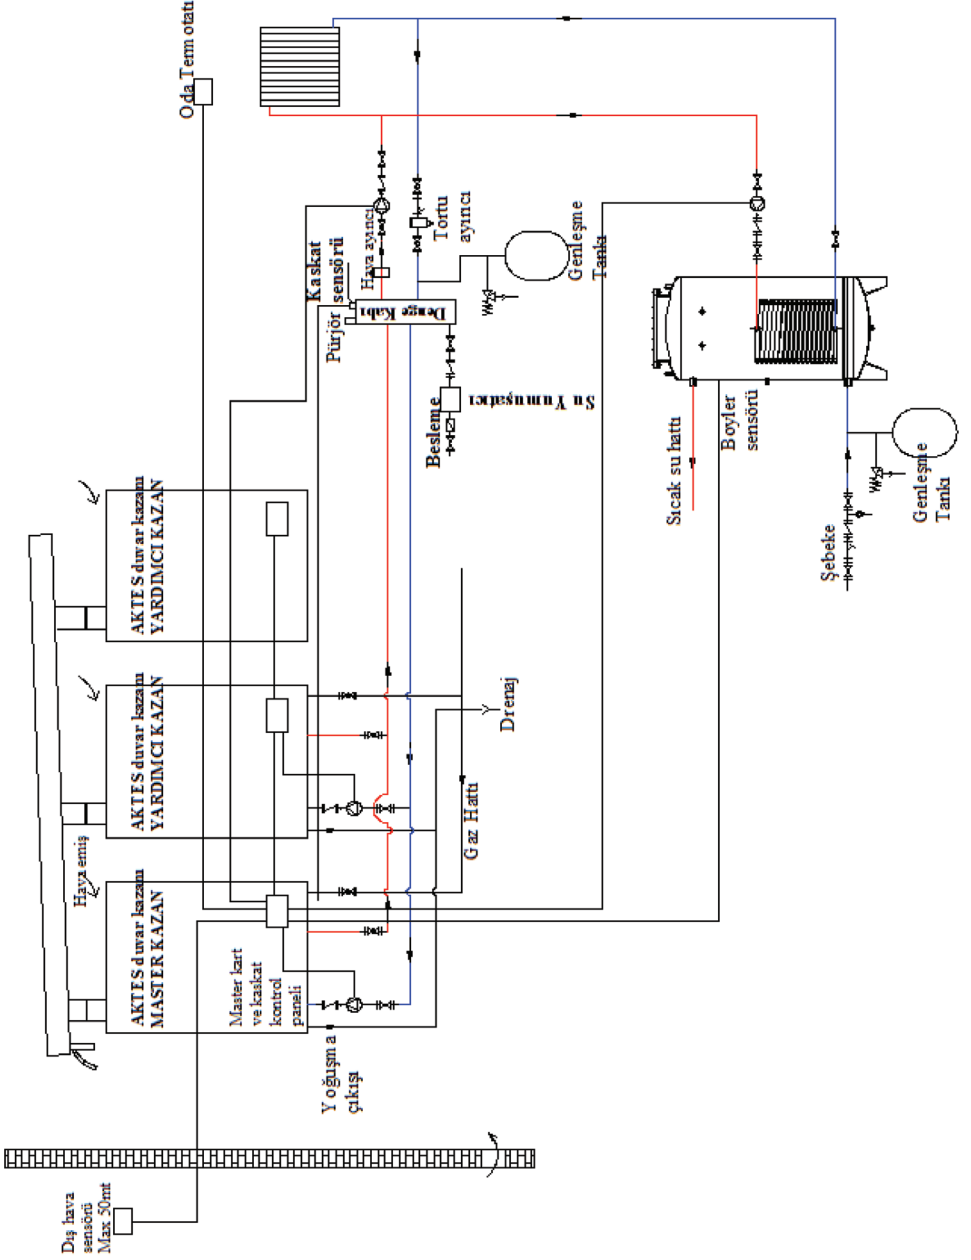 Oda Termotatı
Kaskat
sensörü
Hava ayırıcı
Pürjör
Denge Kabı
Tortu
ayırıcı
Genleşme
Tankı
Besleme
Su Yumuşatıcı
Boyler
sensörü
Sıcak su hattı
Genleşme
Tankı
Şebeke
AKTES duvar kazanı
YARDIMCI KAZAN
AKTES duvar kazanı
YARDIMCI KAZAN
Hava emiş
AKTES duvar kazanı
MASTER KAZAN
Master kart
ve kaskat
kontrol
paneli
Drenaj
Gaz Hattı
Yoğuşma
çıkışı
Dış hava
sensörü
Max 50mt